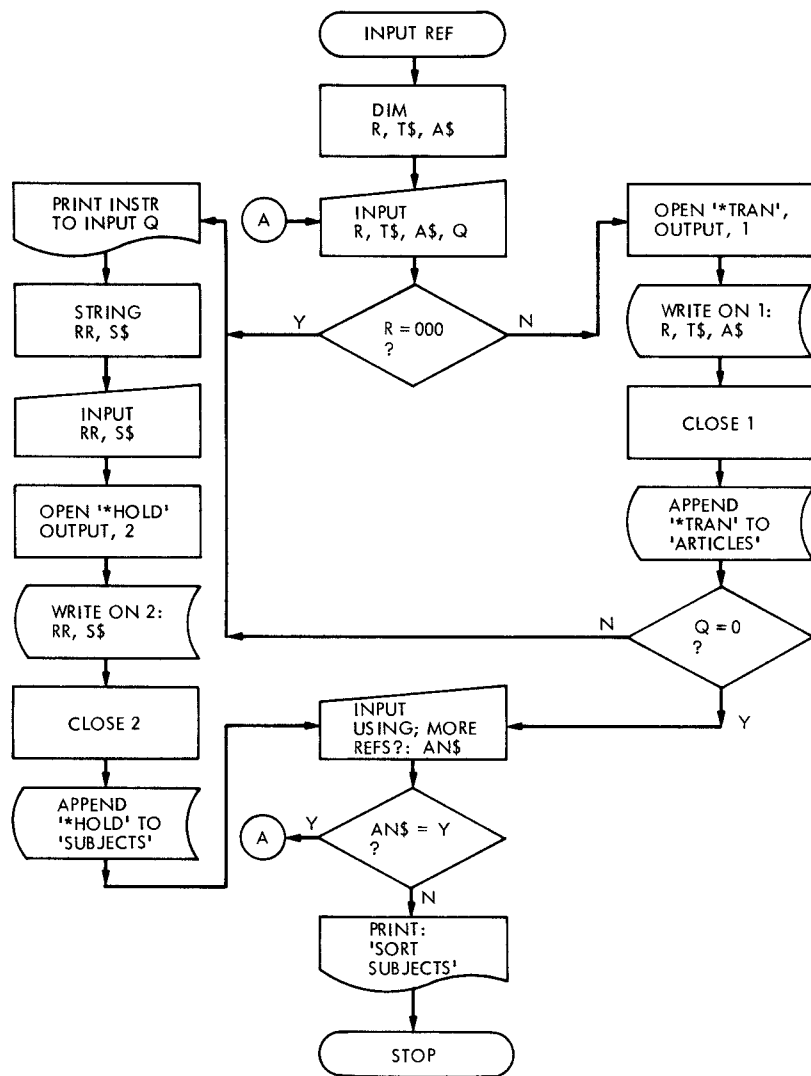 INPUT REF
DIM
R, T$, A$
A
INPUT
R, T$, A$, Q
R = 000
?
Y
N
PRINT INSTR
TO INPUT Q
STRING
RR, S$
INPUT
RR, S$
OPEN '*HOLD'
OUTPUT, 2
WRITE ON 2:
RR, S$
CLOSE 2
APPEND
'*HOLD' TO
'SUBJECTS'
OPEN '*TRAN',
OUTPUT, 1
WRITE ON 1:
R, T$, A$
CLOSE 1
APPEND
'*TRAN' TO
'ARTICLES'
Q = 0
?
N
Y
INPUT
USING; MORE
REFS?: AN$
AN$ = Y
?
Y
A
N
PRINT:
'SORT
SUBJECTS'
STOP